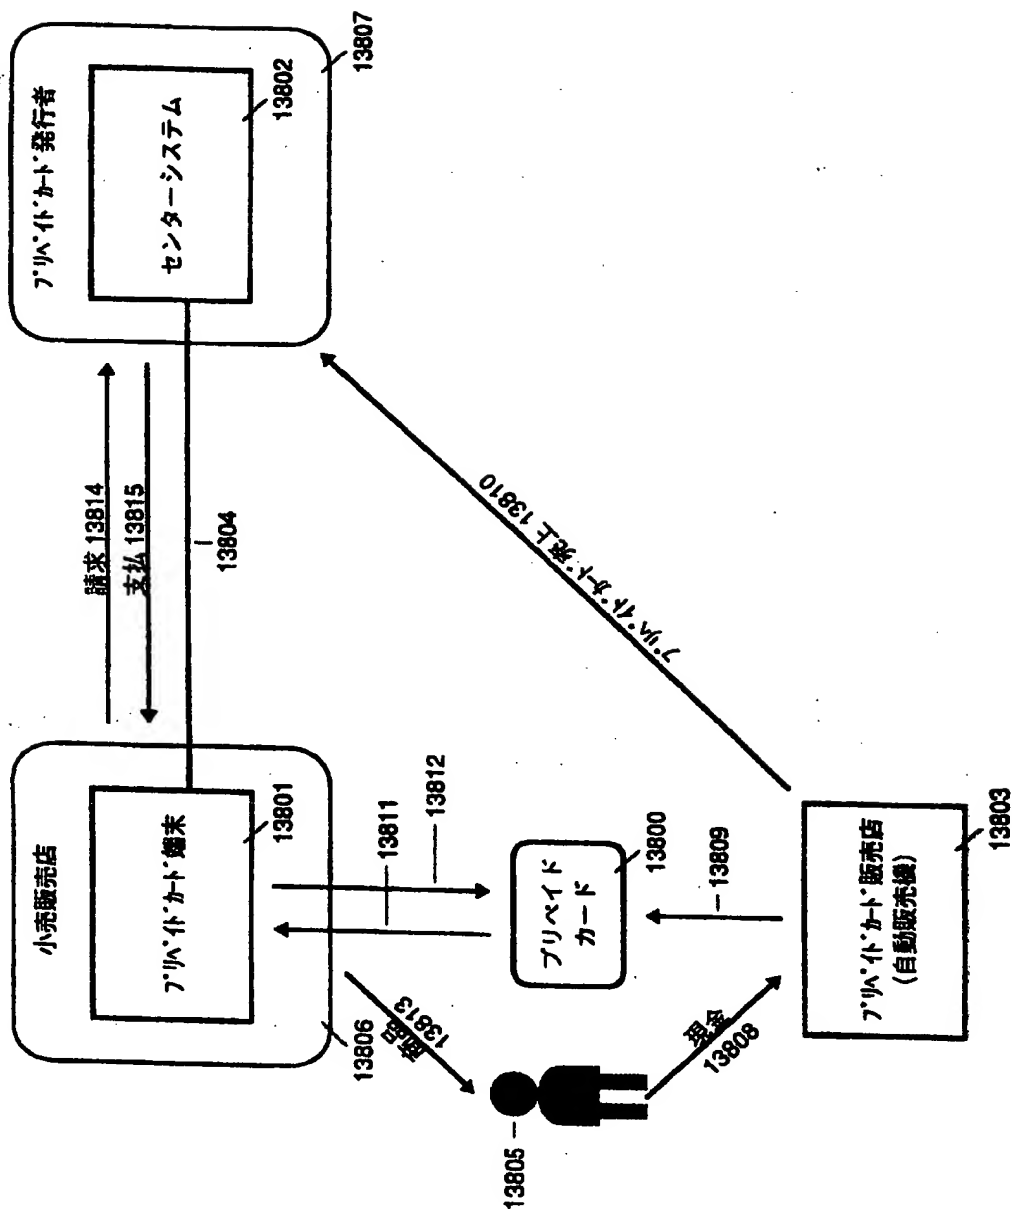 小売販売店
ﾌﾟﾘﾍﾟｲﾄﾞｶｰﾄﾞ端末
13801
13806
請求 13814
支払 13815
13804
ﾌﾟﾘﾍﾟｲﾄﾞｶｰﾄﾞ発行者
センターシステム
13802
13807
13811
13812
商品
13813
13805
プリペイド
カード
13800
13809
現金
13808
ﾌﾟﾘﾍﾟｲﾄﾞｶｰﾄﾞ売上 13810
ﾌﾟﾘﾍﾟｲﾄﾞｶｰﾄﾞ販売店
(自動販売機)
13803